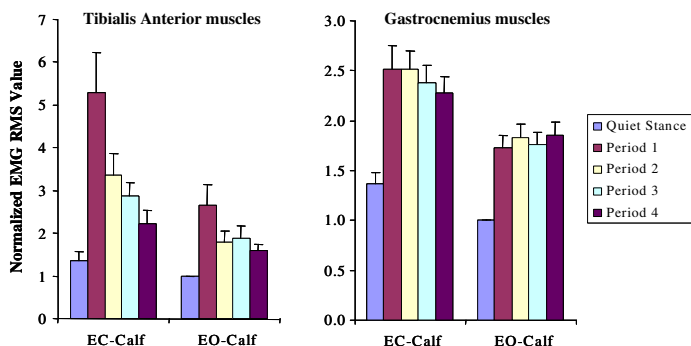 Tibialis Anterior muscles
Gastrocnemius muscles
Normalized EMG RMS Value
7
6
5
4
3
2
1
0
EC-Calf
EO-Calf
3.0
2.5
2.0
1.5
1.0
0.5
0.0
EC-Calf
EO-Calf
Quiet Stance
Period 1
Period 2
Period 3
Period 4